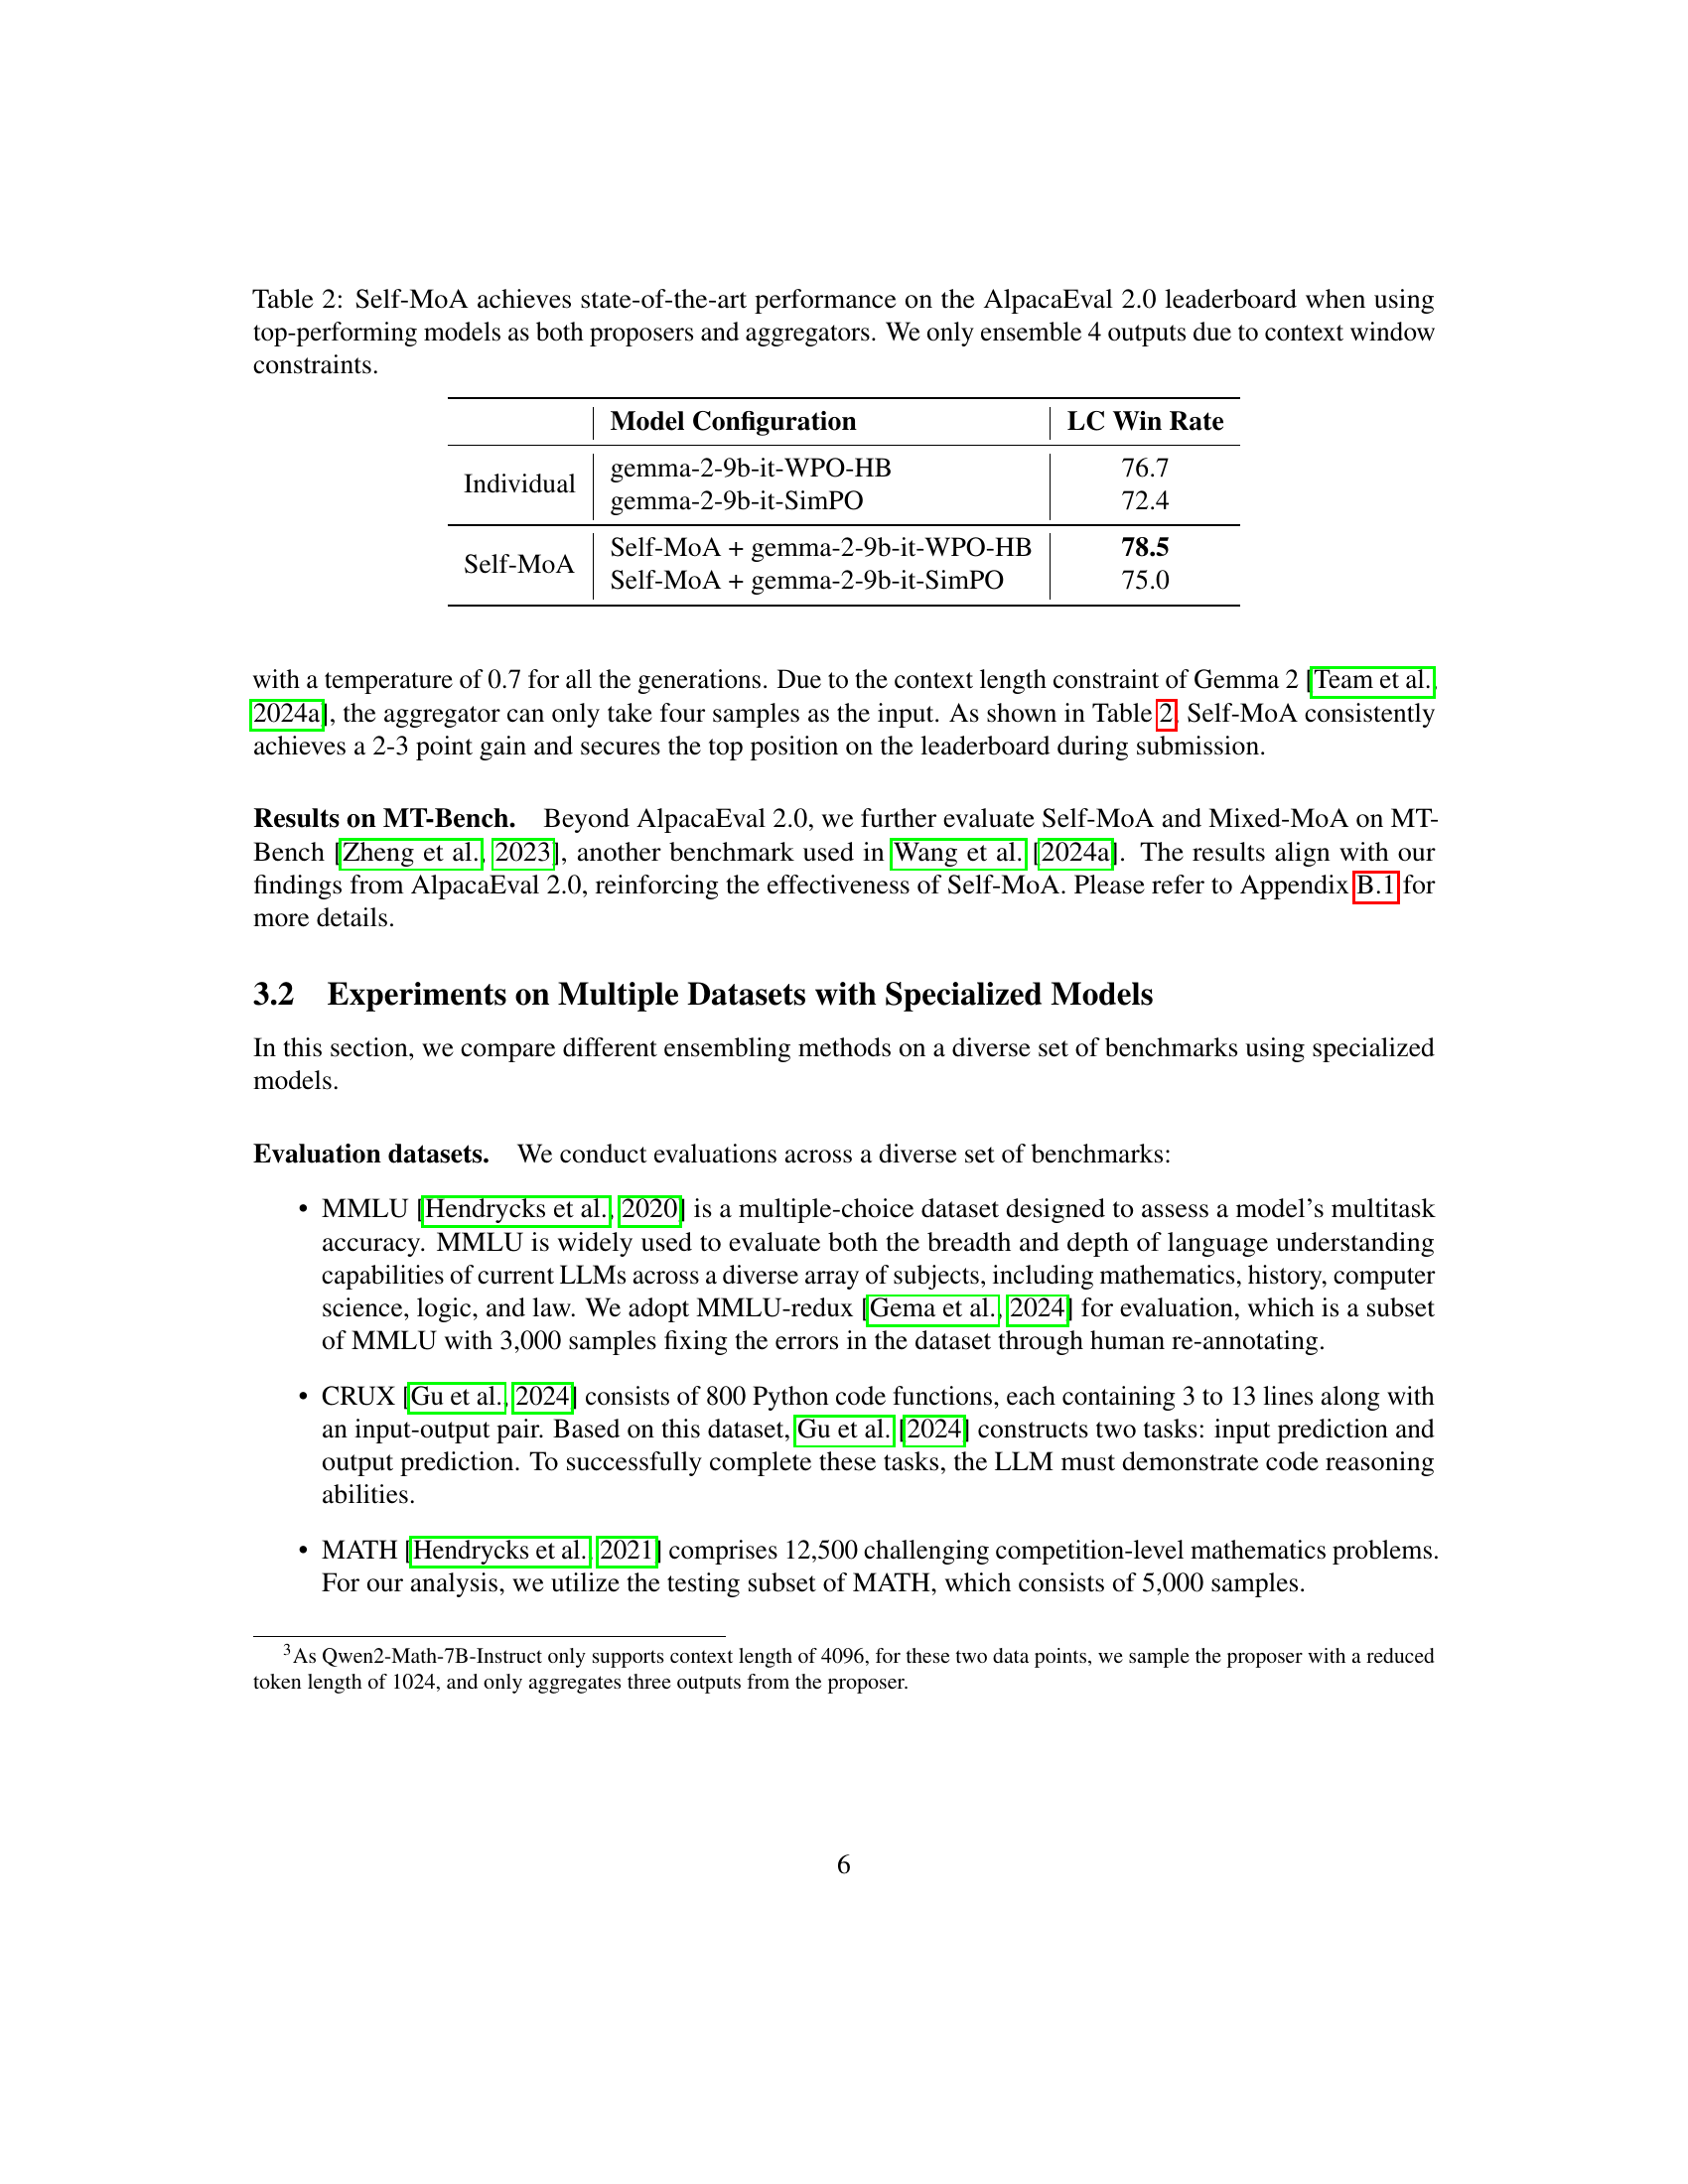 Table 2: Self-MoA achieves state-of-the-art performance on the AlpacaEval 2.0 leaderboard when using
top-performing models as both proposers and aggregators. We only ensemble 4 outputs due to context window
constraints.
Model Configuration LC Win Rate
Individual
gemma-2-9b-it-WPO-HB 76.7
gemma-2-9b-it-SimPO 72.4
Self-MoA
Self-MoA + gemma-2-9b-it-WPO-HB 78.5
Self-MoA + gemma-2-9b-it-SimPO 75.0
with a temperature of 0.7 for all the generations. Due to the context length constraint of Gemma 2 [Team et al.,
2024a], the aggregator can only take four samples as the input. As shown in Table 2, Self-MoA consistently
achieves a 2-3 point gain and secures the top position on the leaderboard during submission.
Results on MT-Bench. Beyond AlpacaEval 2.0, we further evaluate Self-MoA and Mixed-MoA on MT-
Bench [Zheng et al., 2023], another benchmark used in Wang et al. [2024a]. The results align with our
findings from AlpacaEval 2.0, reinforcing the effectiveness of Self-MoA. Please refer to Appendix B.1 for
more details.
3.2 Experiments on Multiple Datasets with Specialized Models
In this section, we compare different ensembling methods on a diverse set of benchmarks using specialized
models.
Evaluation datasets. We conduct evaluations across a diverse set of benchmarks:
• MMLU [Hendrycks et al., 2020] is a multiple-choice dataset designed to assess a model's multitask
accuracy. MMLU is widely used to evaluate both the breadth and depth of language understanding
capabilities of current LLMs across a diverse array of subjects, including mathematics, history, computer
science, logic, and law. We adopt MMLU-redux [Gema et al., 2024] for evaluation, which is a subset
of MMLU with 3,000 samples fixing the errors in the dataset through human re-annotating.
• CRUX [Gu et al., 2024] consists of 800 Python code functions, each containing 3 to 13 lines along with
an input-output pair. Based on this dataset, Gu et al. [2024] constructs two tasks: input prediction and
output prediction. To successfully complete these tasks, the LLM must demonstrate code reasoning
abilities.
• MATH [Hendrycks et al., 2021] comprises 12,500 challenging competition-level mathematics problems.
For our analysis, we utilize the testing subset of MATH, which consists of 5,000 samples.
3 As Qwen2-Math-7B-Instruct only supports context length of 4096, for these two data points, we sample the proposer with a reduced
token length of 1024, and only aggregates three outputs from the proposer.
6